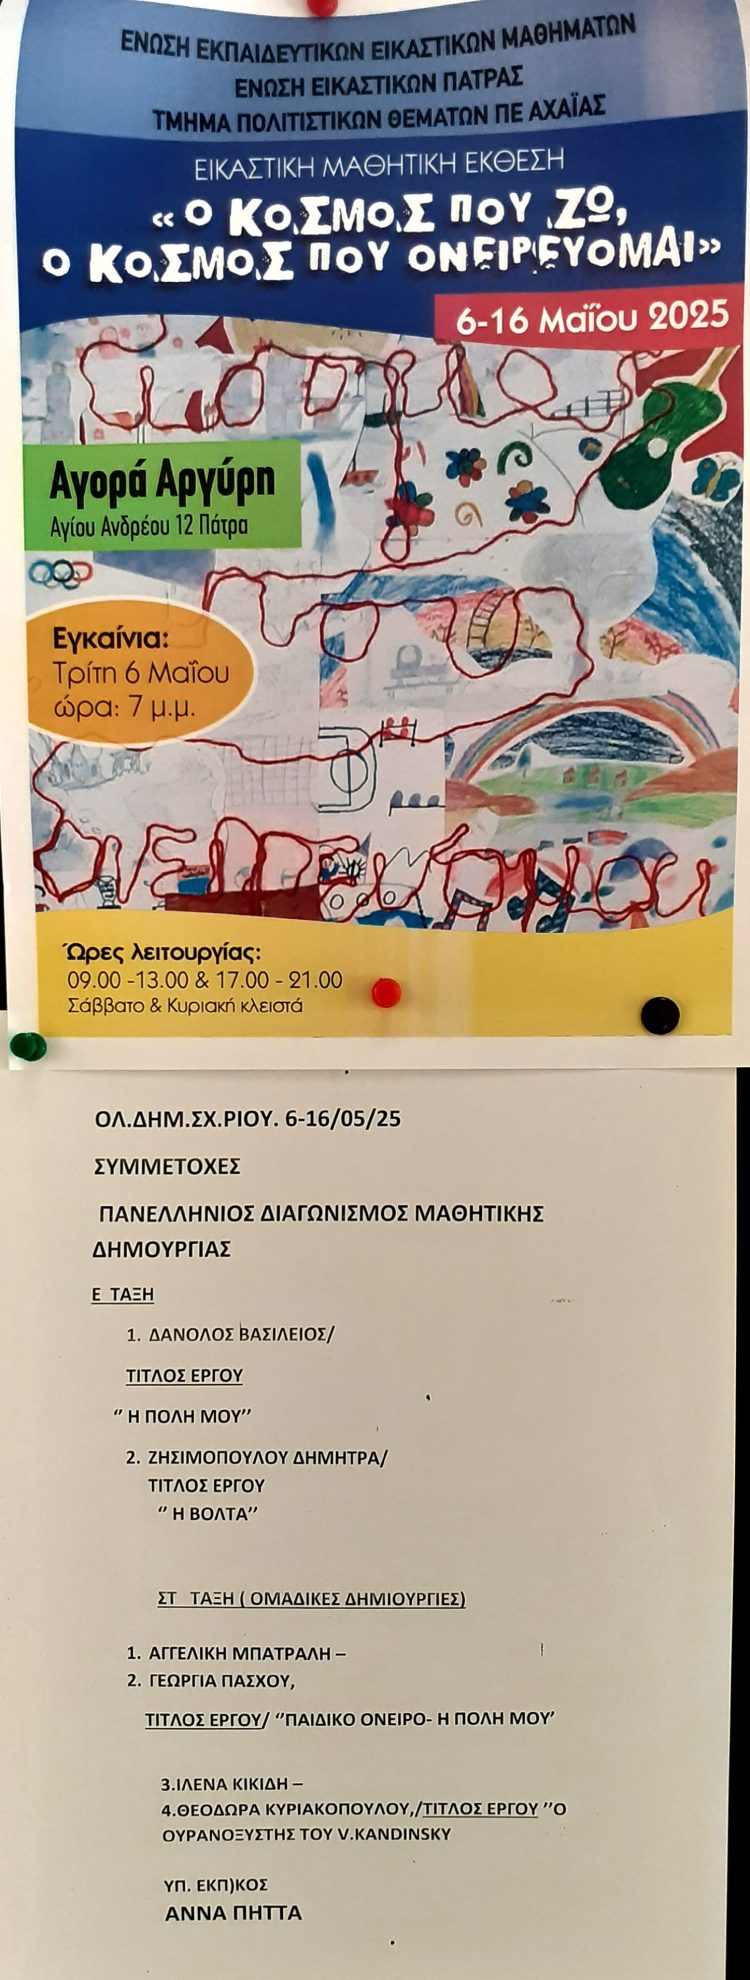 ΕΝΩΣΗ ΕΚΠΑΙΔΕΥΤΙΚΩΝ ΕΙΚΑΣΤΙΚΩΝ ΜΑΘΗΜΑΤΩΝ
ΕΝΩΣΗ ΕΙΚΑΣΤΙΚΩΝ ΠΑΤΡΑΣ
ΤΜΗΜΑ ΠΟΛΙΤΙΣΤΙΚΩΝ ΘΕΜΑΤΩΝ ΠΕ ΑΧΑΪΑΣ
ΕΙΚΑΣΤΙΚΗ ΜΑΘΗΤΙΚΗ ΕΚΘΕΣΗ
« Ο ΚΟΣΜΟΣ ΠΟΥ ΖΩ,
Ο ΚΟΣΜΟΣ ΠΟΥ ΟΝΕΙΡΕΥΟΜΑΙ»
6-16 Μαΐου 2025
Αγορά Αργύρη
Αγίου Ανδρέου 12 Πάτρα
Εγκαίνια:
Τρίτη 6 Μαΐου
ώρα: 7 μ.μ.
που
ονειρεύομαι
Ώρες λειτουργίας:
09.00 -13.00 & 17.00 - 21.00
Σάββατο & Κυριακή κλειστά
ΟΛ.ΔΗΜ.ΣΧ.ΡΙΟΥ. 6-16/05/25
ΣΥΜΜΕΤΟΧΕΣ
ΠΑΝΕΛΛΗΝΙΟΣ ΔΙΑΓΩΝΙΣΜΟΣ ΜΑΘΗΤΙΚΗΣ
ΔΗΜΟΥΡΓΙΑΣ
Ε ΤΑΞΗ
1. ΔΑΝΟΛΟΣ ΒΑΣΙΛΕΙΟΣ/
ΤΙΤΛΟΣ ΕΡΓΟΥ
‘’ Η ΠΟΛΗ ΜΟΥ’’
2. ΖΗΣΙΜΟΠΟΥΛΟΥ ΔΗΜΗΤΡΑ/
ΤΙΤΛΟΣ ΕΡΓΟΥ
‘’ Η ΒΟΛΤΑ’’
ΣΤ ΤΑΞΗ ( ΟΜΑΔΙΚΕΣ ΔΗΜΙΟΥΡΓΙΕΣ)
1. ΑΓΓΕΛΙΚΗ ΜΠΑΤΡΑΛΗ –
2. ΓΕΩΡΓΙΑ ΠΑΣΧΟΥ,
ΤΙΤΛΟΣ ΕΡΓΟΥ/ ‘’ΠΑΙΔΙΚΟ ΟΝΕΙΡΟ- Η ΠΟΛΗ ΜΟΥ’
3.ΙΛΕΝΑ ΚΙΚΙΔΗ –
4.ΘΕΟΔΩΡΑ ΚΥΡΙΑΚΟΠΟΥΛΟΥ,/ΤΙΤΛΟΣ ΕΡΓΟΥ ’’Ο
ΟΥΡΑΝΟΞΥΣΤΗΣ ΤΟΥ V.KANDINSKY
ΥΠ. ΕΚΠ)ΚΟΣ
ΑΝΝΑ ΠΗΤΤΑ